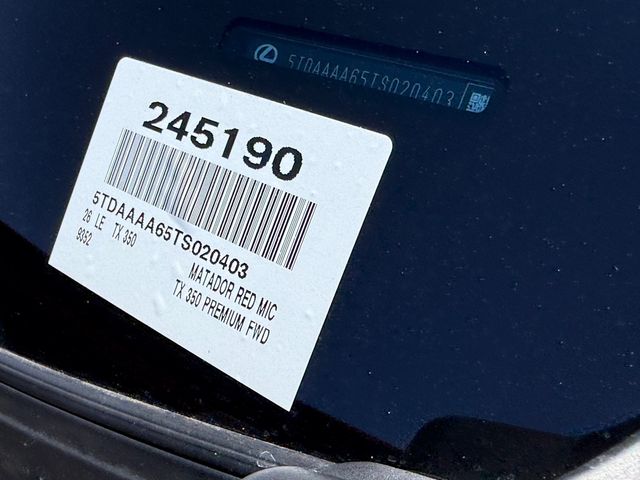 5TDAAAA65TS020403
245190
5TDAAAA65TS020403
26 LE TX 350
9352
MATADOR RED MIC
TX 350 PREMIUM FWD